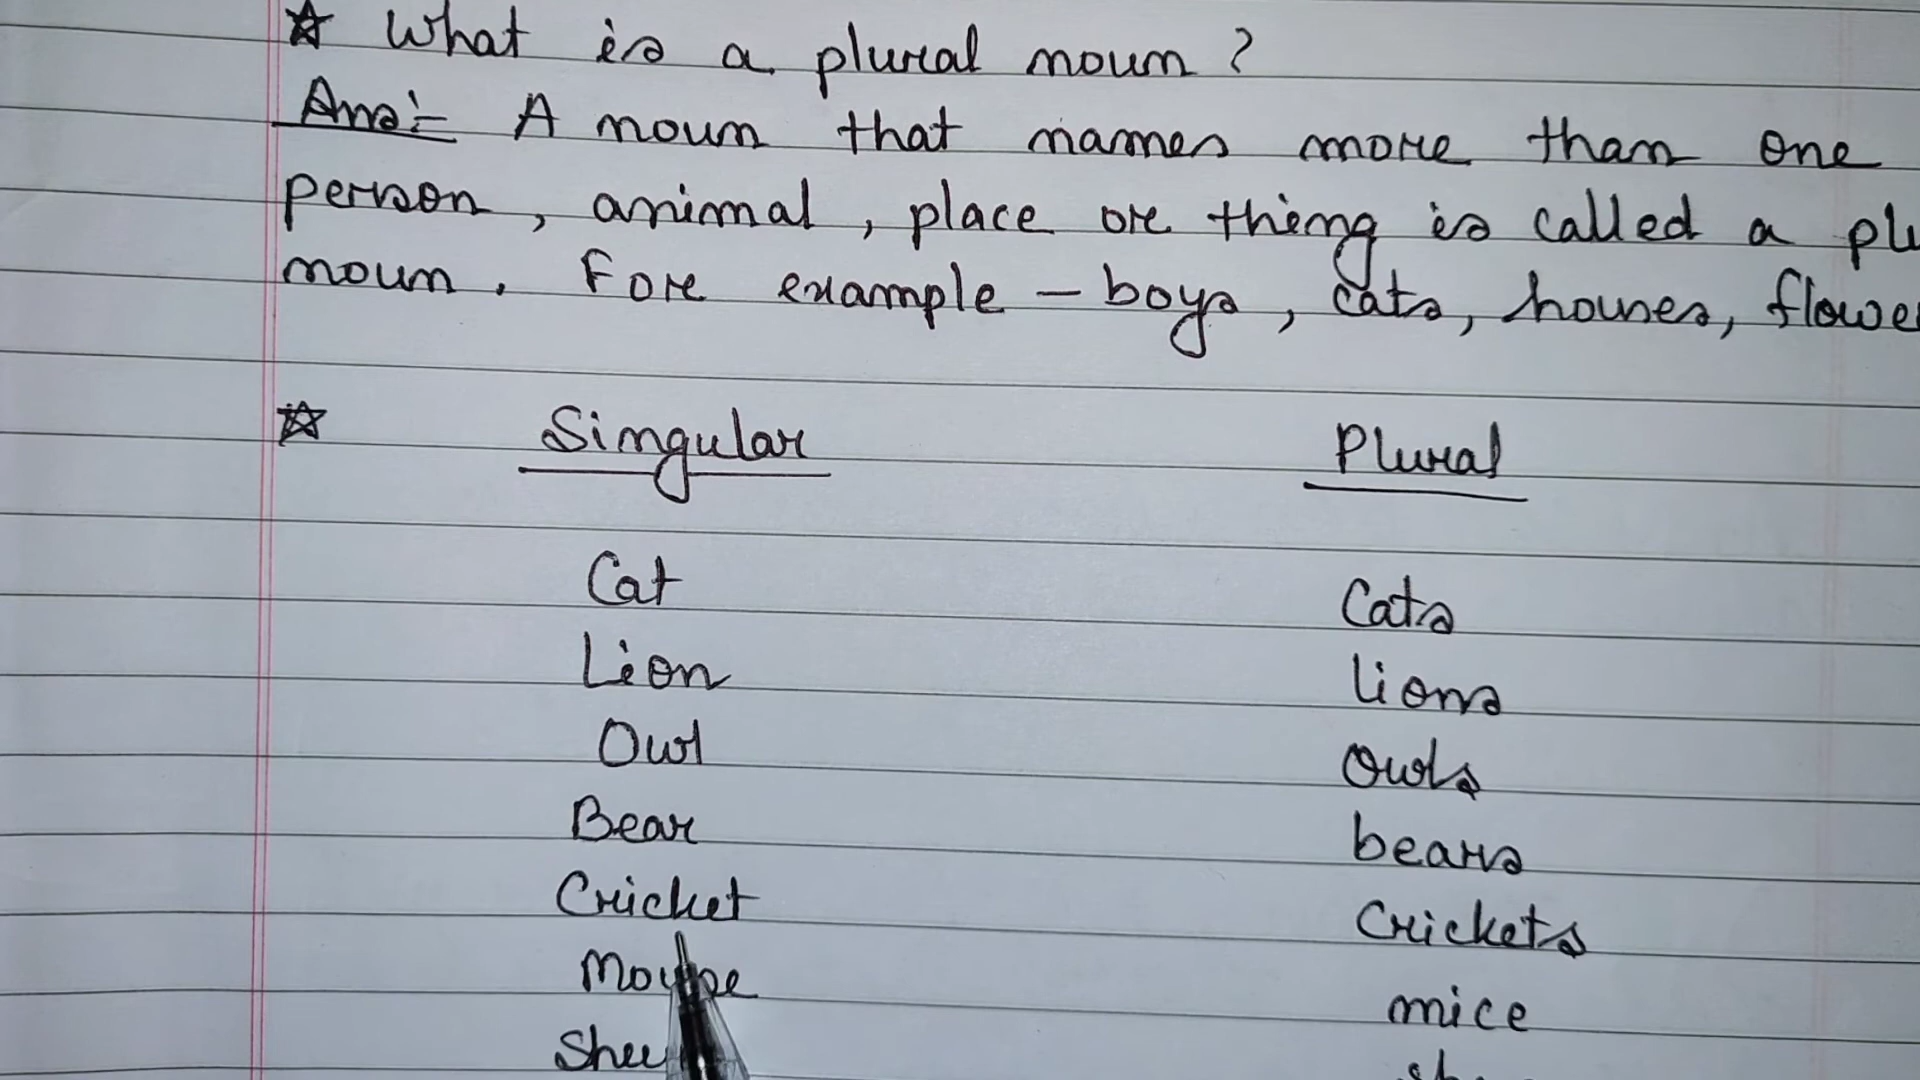 ☆ What is a plural noun?
Ans:- A noun that names more than one
person, animal, place or thing is called a plu
noun. For example - boys, cats, houses, flowe
☆ Singular Plural
Cat Cats
Lion lions
Owl Owls
Bear bears
Cricket Crickets
Mouse mice